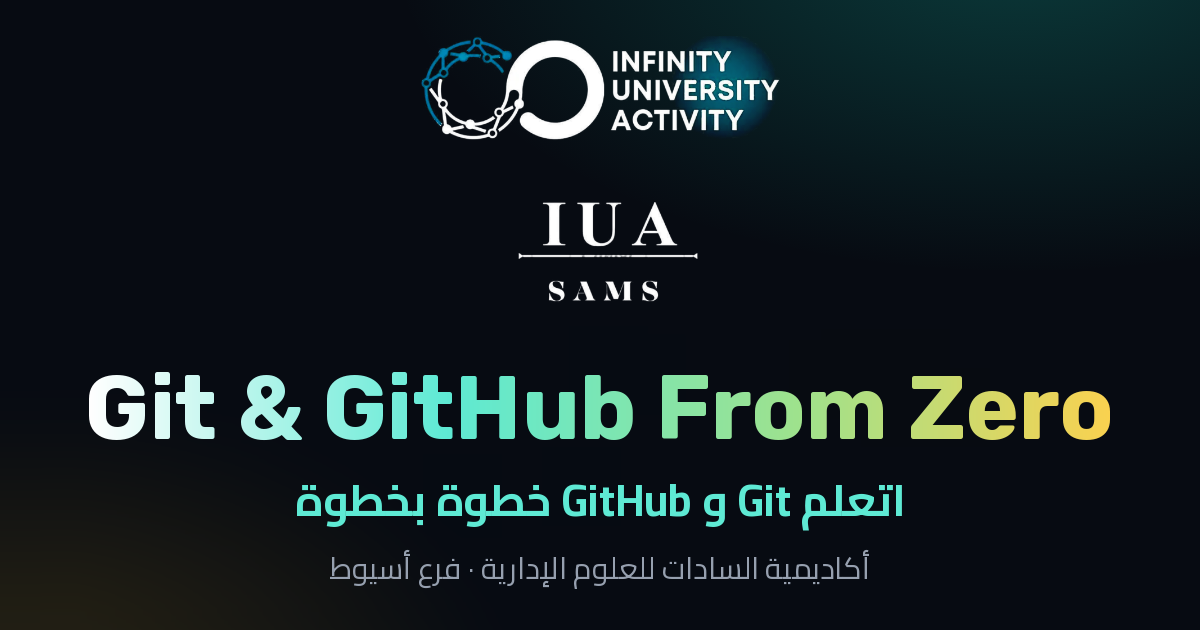 INFINITY
UNIVERSITY
ACTIVITY
IUA
SAMS
Git & GitHub From Zero
اتعلم Git و GitHub خطوة بخطوة
أكاديمية السادات للعلوم الإدارية · فرع أسيوط